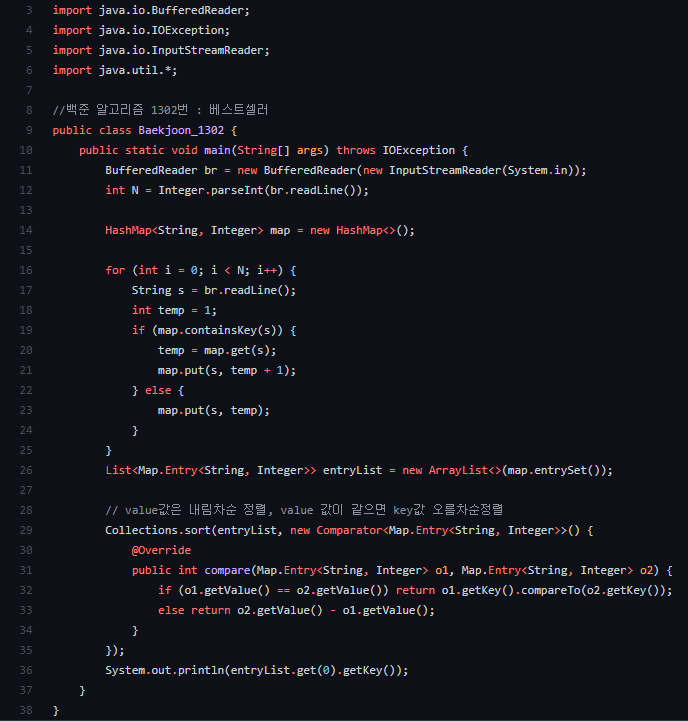 3 import java.io.BufferedReader;
4 import java.io.IOException;
5 import java.io.InputStreamReader;
6 import java.util.*;
7
8 //백준 알고리즘 1302번 : 베스트셀러
9 public class Baekjoon_1302 {
10     public static void main(String[] args) throws IOException {
11         BufferedReader br = new BufferedReader(new InputStreamReader(System.in));
12         int N = Integer.parseInt(br.readLine());
13
14         HashMap<String, Integer> map = new HashMap<>();
15
16         for (int i = 0; i < N; i++) {
17             String s = br.readLine();
18             int temp = 1;
19             if (map.containsKey(s)) {
20                 temp = map.get(s);
21                 map.put(s, temp + 1);
22             } else {
23                 map.put(s, temp);
24             }
25         }
26         List<Map.Entry<String, Integer>> entryList = new ArrayList<>(map.entrySet());
27
28         // value값은 내림차순 정렬, value 값이 같으면 key값 오름차순정렬
29         Collections.sort(entryList, new Comparator<Map.Entry<String, Integer>>() {
30             @Override
31             public int compare(Map.Entry<String, Integer> o1, Map.Entry<String, Integer> o2) {
32                 if (o1.getValue() == o2.getValue()) return o1.getKey().compareTo(o2.getKey());
33                 else return o2.getValue() - o1.getValue();
34             }
35         });
36         System.out.println(entryList.get(0).getKey());
37     }
38 }